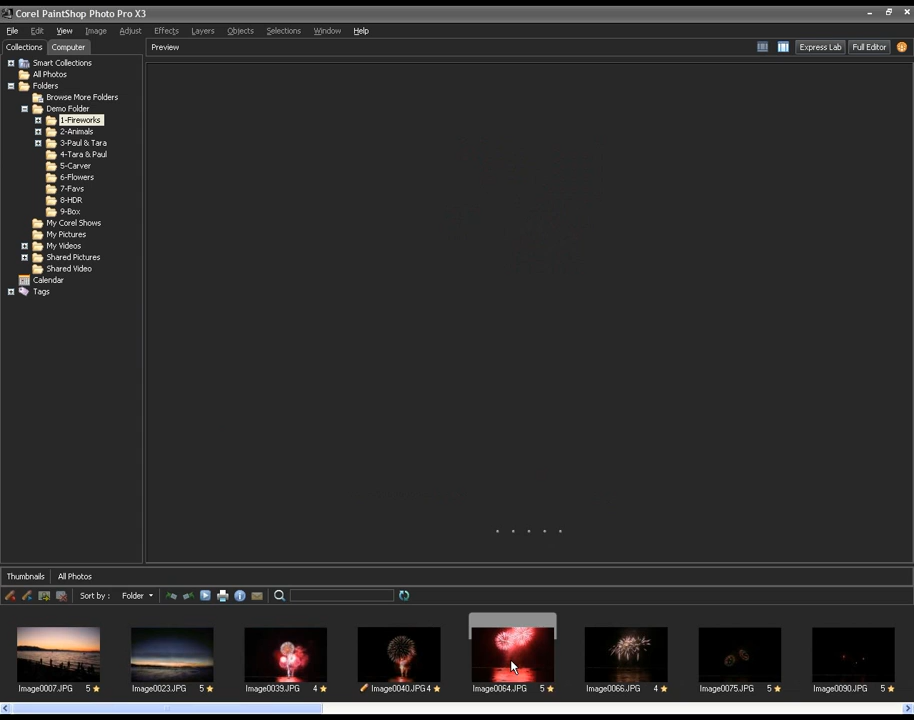 Corel PaintShop Photo Pro X3
File Edit View Image Adjust Effects Layers Objects Selections Window Help
Collections Computer Preview Express Lab Full Editor
Smart Collections
All Photos
Folders
Browse More Folders
Demo Folder
1-Fireworks
2-Animals
3-Paul & Tara
4-Tara & Paul
5-Carver
6-Flowers
7-Favs
8-HDR
9-Box
My Corel Shows
My Pictures
My Videos
Shared Pictures
Shared Video
Calendar
Tags
Thumbnails All Photos
Sort by : Folder
Image0007.JPG 5 Image0023.JPG 5 Image0039.JPG 4 Image0040.JPG 4 Image0064.JPG 5 Image0066.JPG 4 Image0075.JPG 5 Image0090.JPG 5